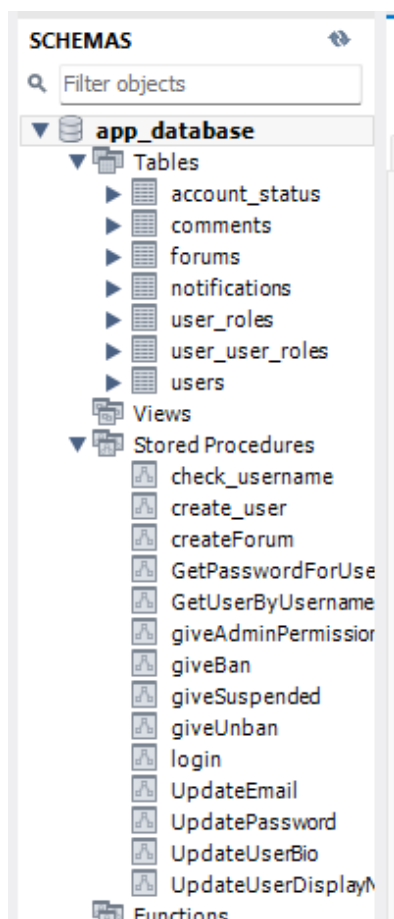 SCHEMAS
Filter objects
app_database
Tables
account_status
comments
forums
notifications
user_roles
user_user_roles
users
Views
Stored Procedures
check_username
create_user
createForum
GetPasswordForUse
GetUserByUsername
giveAdminPermission
giveBan
giveSuspended
giveUnban
login
UpdateEmail
UpdatePassword
UpdateUserBio
UpdateUserDisplayN
Functions